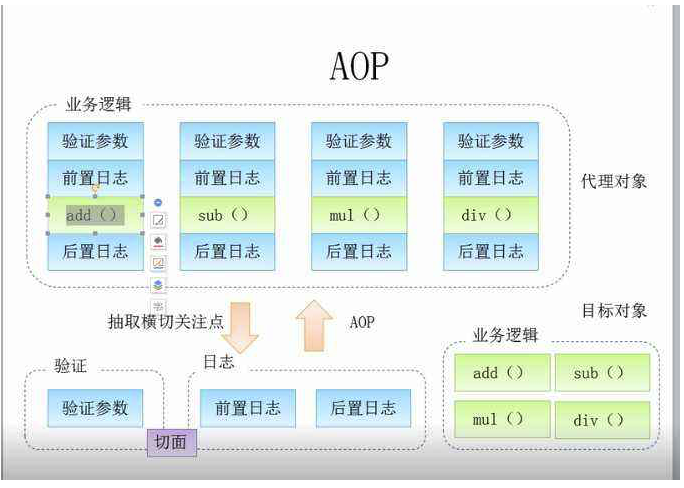 AOP
业务逻辑
验证参数 验证参数 验证参数 验证参数
前置日志 前置日志 前置日志 前置日志
代理对象
add（） sub（） mul（） div（）
后置日志 后置日志 后置日志 后置日志
目标对象
抽取横切关注点 AOP
业务逻辑
验证 日志
add（） sub（）
验证参数 前置日志 后置日志
mul（） div（）
切面